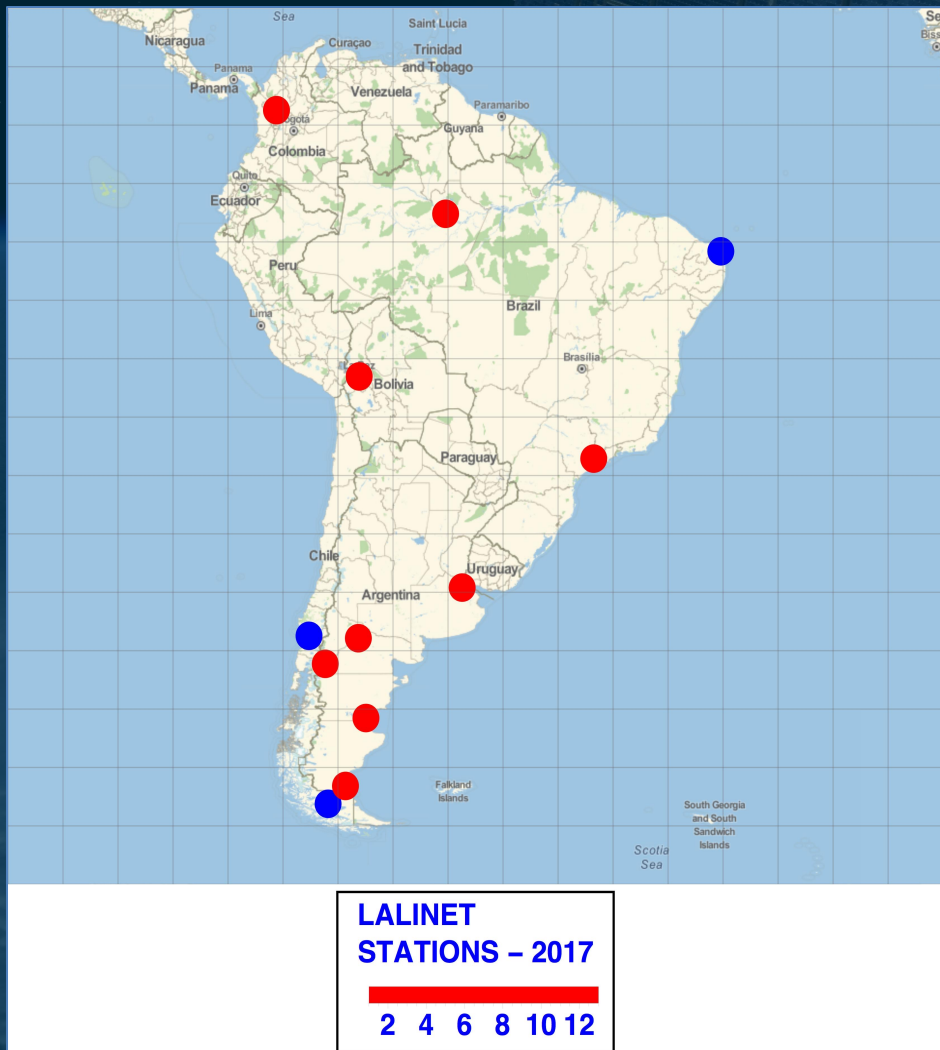 Sea
Saint Lucia
Nicaragua
Curaçao
Trinidad
and Tobago
Panama
Panama
Venezuela
Paramaribo
Guyana
Colombia
Quito
Ecuador
Peru
Brazil
Lima
Brasília
Bolivia
Paraguay
Chile
Uruguay
Argentina
Falkland
Islands
South Georgia
and South
Sandwich
Islands
Scotia
Sea
LALINET
STATIONS – 2017
2 4 6 8 10 12